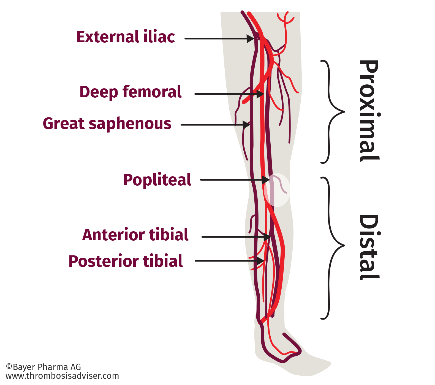 External iliac
Deep femoral
Great saphenous
Popliteal
Anterior tibial
Posterior tibial
Proximal
Distal
©Bayer Pharma AG
www.thrombosisadviser.com